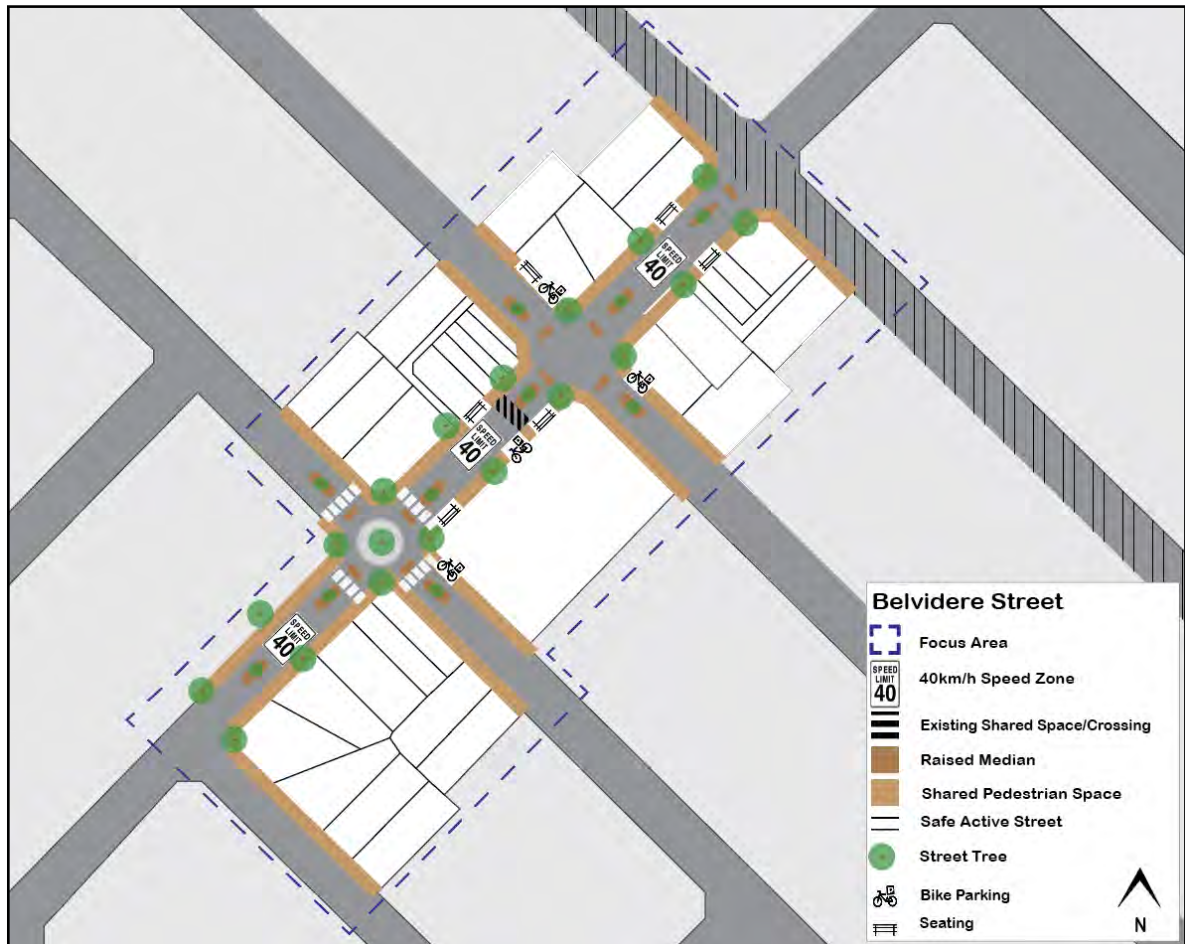 SPEED
LIMIT
40
SPEED
LIMIT
40
SPEED
LIMIT
40
Belvidere Street
Focus Area
SPEED
LIMIT
40
40km/h Speed Zone
Existing Shared Space/Crossing
Raised Median
Shared Pedestrian Space
Safe Active Street
Street Tree
Bike Parking
Seating
N